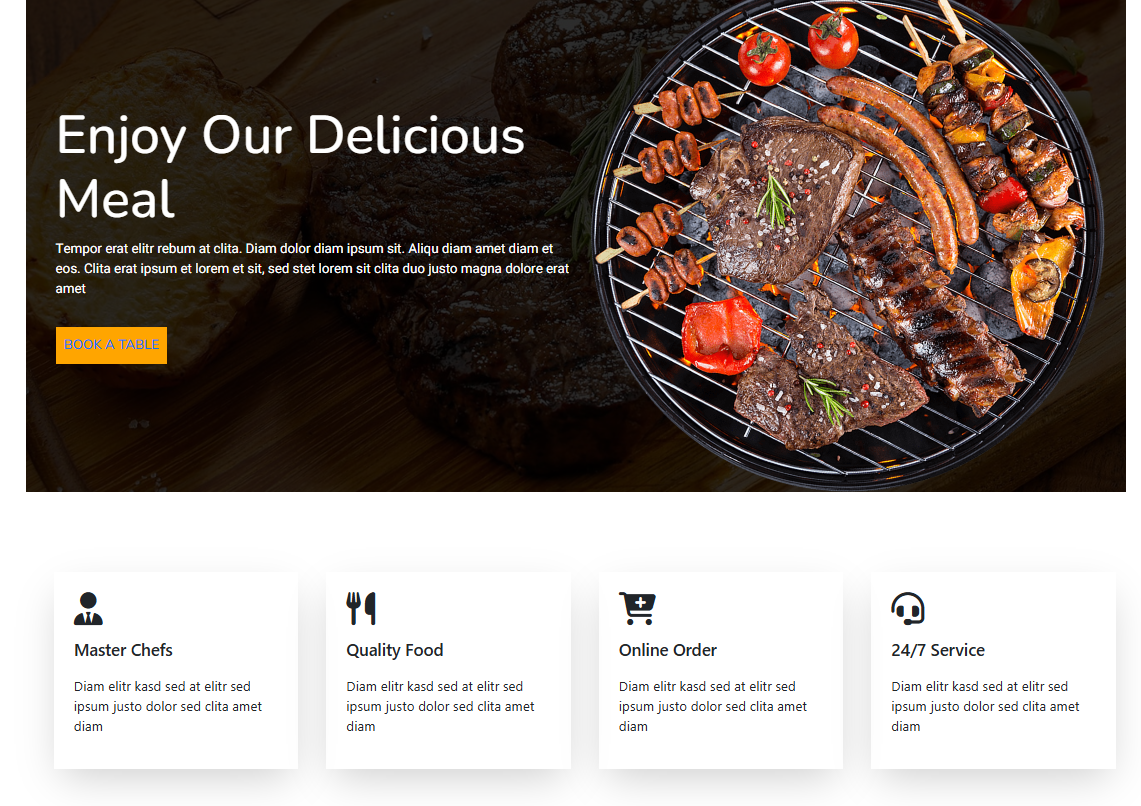 Enjoy Our Delicious
Meal
Tempor erat elitr rebum at clita. Diam dolor diam ipsum sit. Aliqu diam amet diam et
eos. Clita erat ipsum et lorem et sit, sed stet lorem sit clita duo justo magna dolore erat
amet
BOOK A TABLE
Master Chefs
Diam elitr kasd sed at elitr sed
ipsum justo dolor sed clita amet
diam
Quality Food
Diam elitr kasd sed at elitr sed
ipsum justo dolor sed clita amet
diam
Online Order
Diam elitr kasd sed at elitr sed
ipsum justo dolor sed clita amet
diam
24/7 Service
Diam elitr kasd sed at elitr sed
ipsum justo dolor sed clita amet
diam